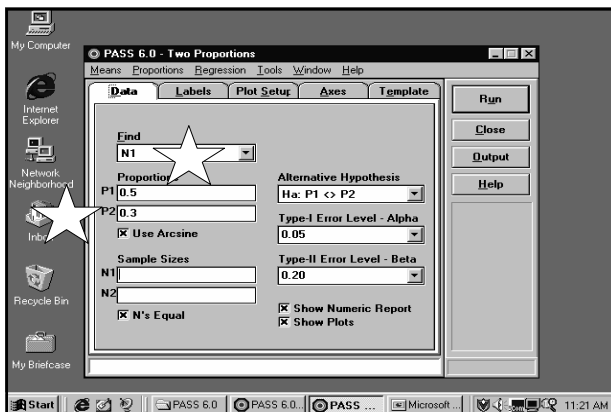 My Computer
Internet
Explorer
Network
Neighborhood
Recycle Bin
My Briefcase
PASS 6.0 - Two Proportions
Means Proportions Regression Tools Window Help
Data Labels Plot Setup Axes Template
Find
N1
P1 0.5
P2 0.3
Use Arcsine
Sample Sizes
N1
N2
N's Equal
Alternative Hypothesis
Ha: P1 <> P2
Type-I Error Level - Alpha
0.05
Type-II Error Level - Beta
0.20
Show Numeric Report
Show Plots
Run
Close
Output
Help
Start PASS 6.0 PASS 6.0... PASS ... Microsoft ... 11:21 AM